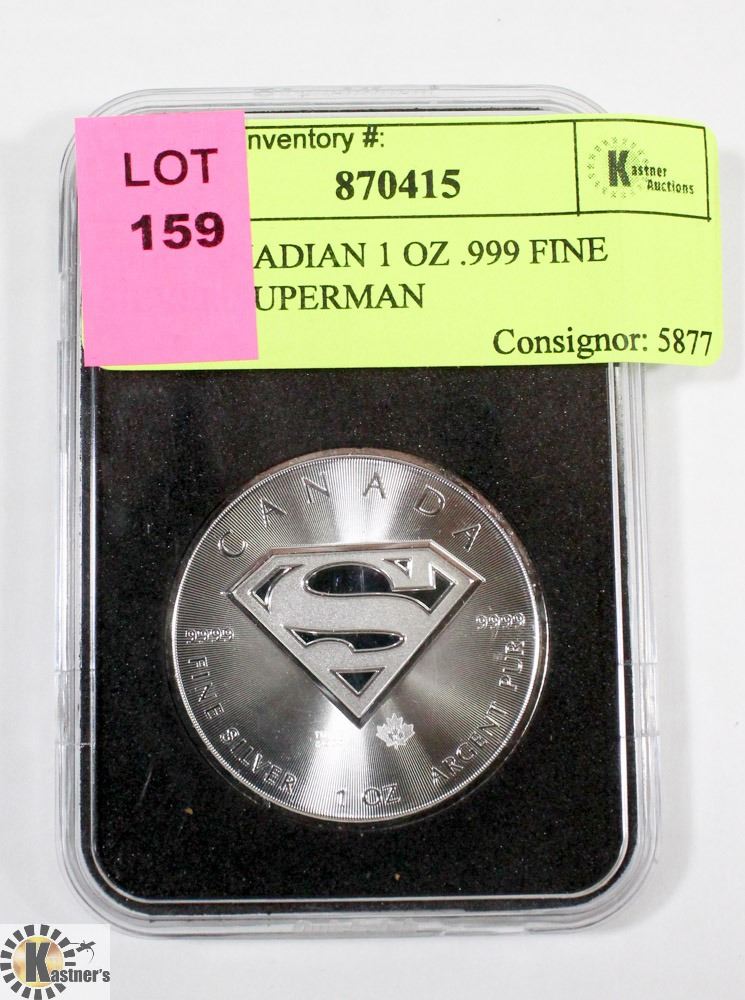 LOT
159
nventory #:
870415
Kastner
Auctions
NADIAN 1 OZ .999 FINE
UPERMAN
Consignor: 5877
CANADA
S
9999
9999
FINE SILVER 1 OZ ARGENT PUR
Kastner's